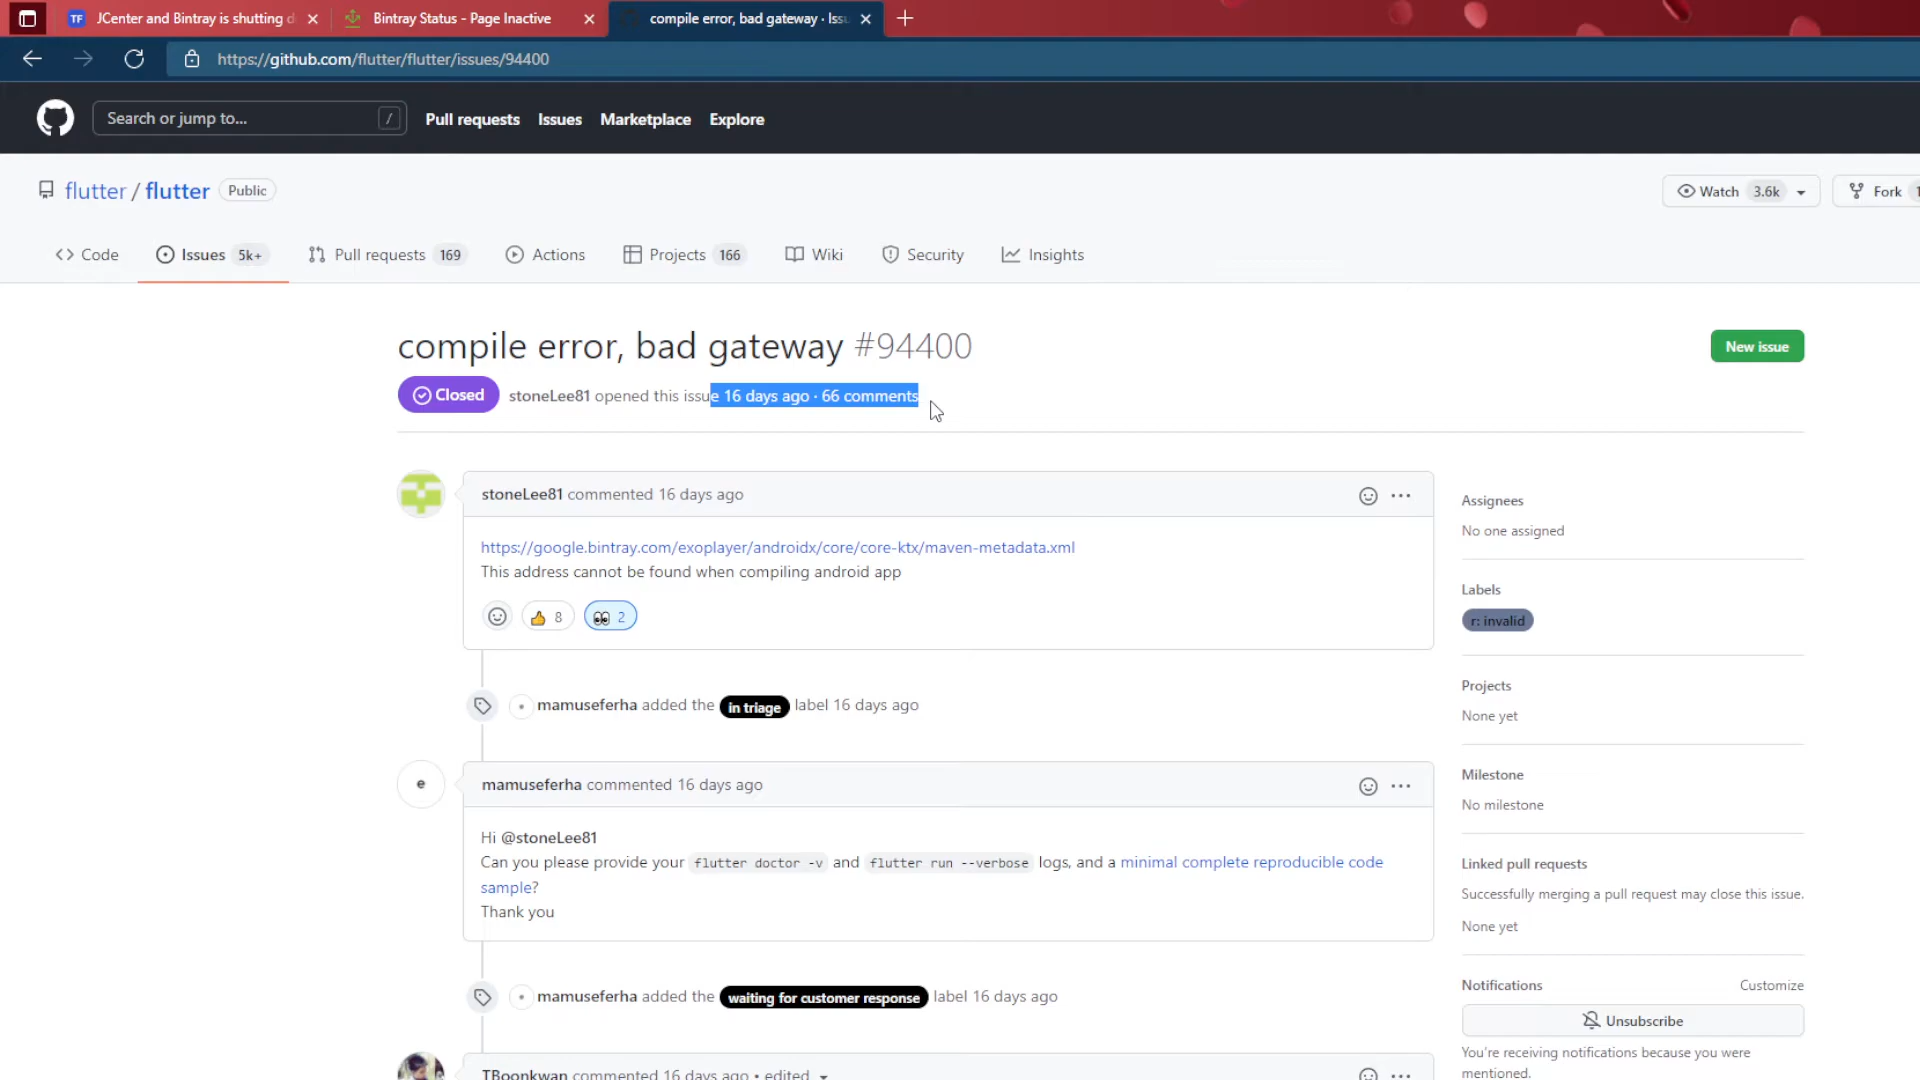 TF JCenter and Bintray is shutting d
Bintray Status - Page Inactive
compile error, bad gateway · Issu
https://github.com/flutter/flutter/issues/94400
Search or jump to... /
Pull requests
Issues
Marketplace
Explore
flutter / flutter Public
Watch 3.6k
Fork 1
Code
Issues 5k+
Pull requests 169
Actions
Projects 166
Wiki
Security
Insights
compile error, bad gateway #94400
New issue
Closed stoneLee81 opened this issue 16 days ago · 66 comments
stoneLee81 commented 16 days ago
https://google.bintray.com/exoplayer/androidx/core/core-ktx/maven-metadata.xml
This address cannot be found when compiling android app
8
2
mamuseferha added the in triage label 16 days ago
e
mamuseferha commented 16 days ago
Hi @stoneLee81
Can you please provide your flutter doctor -v and flutter run --verbose logs, and a minimal complete reproducible code
sample?
Thank you
mamuseferha added the waiting for customer response label 16 days ago
TBoonkwan commented 16 days ago • edited
Assignees
No one assigned
Labels
r: invalid
Projects
None yet
Milestone
No milestone
Linked pull requests
Successfully merging a pull request may close this issue.
None yet
Notifications
Customize
Unsubscribe
You're receiving notifications because you were
mentioned.